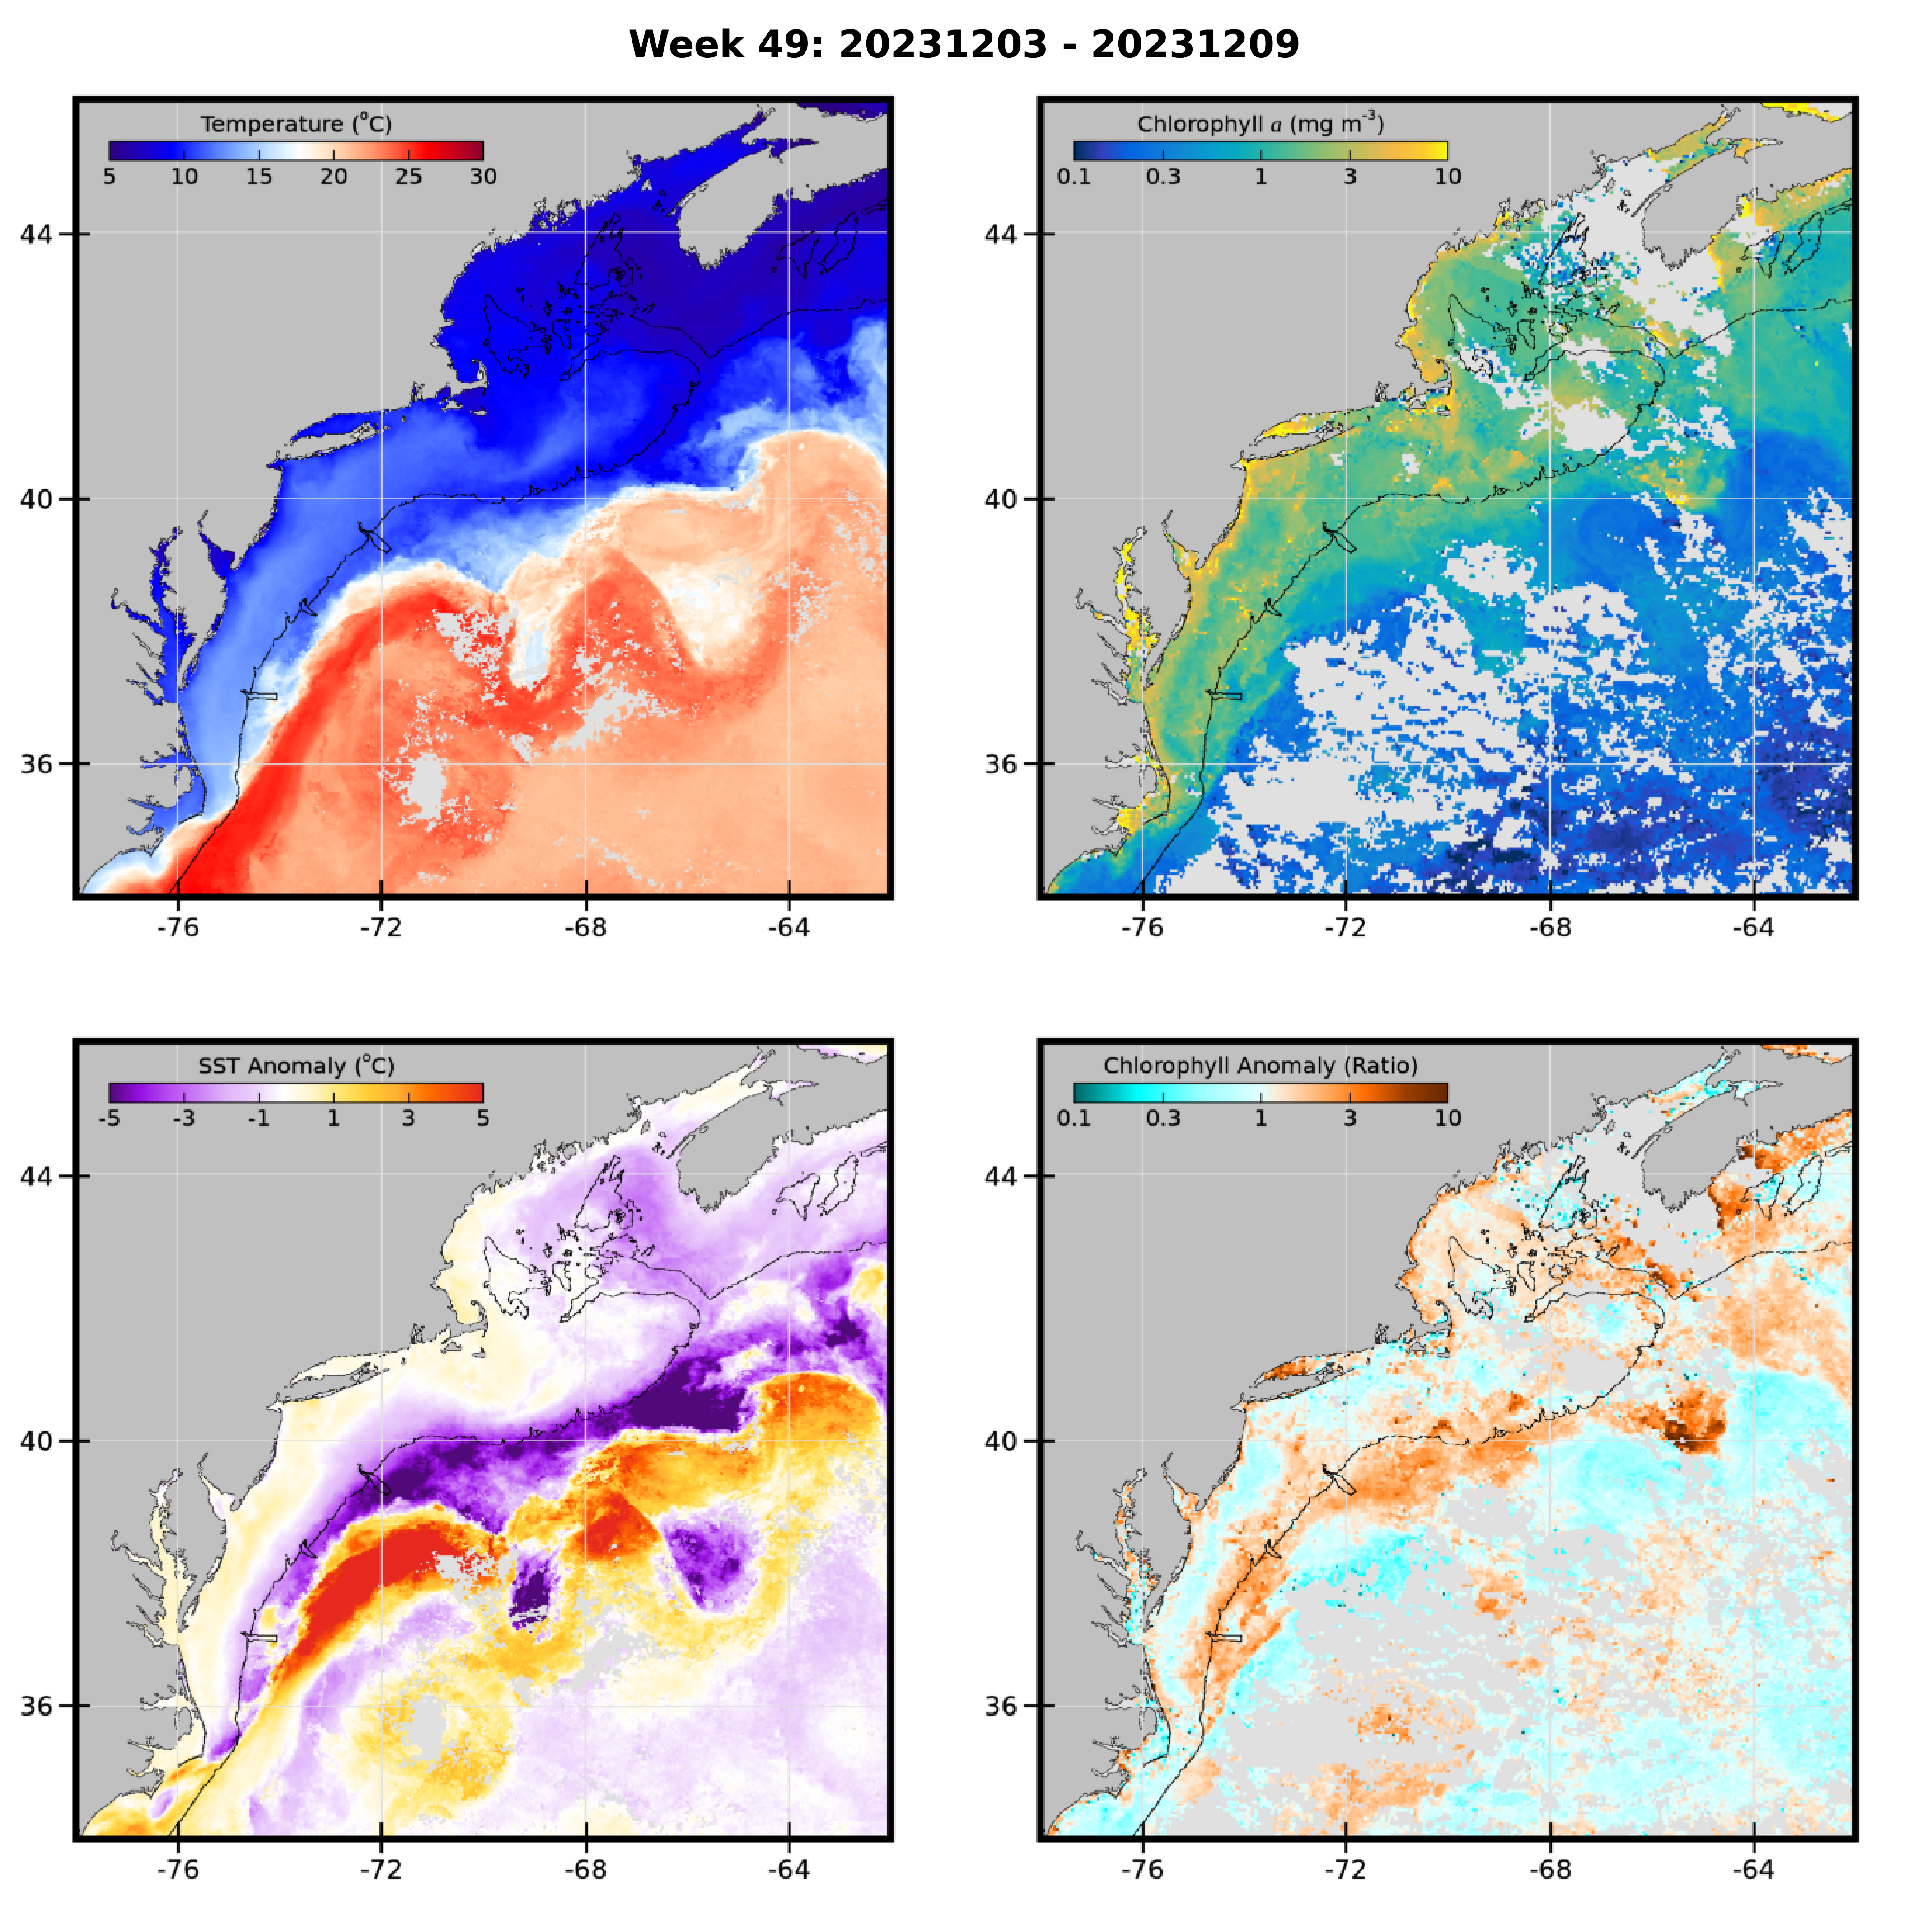 Week 49: 20231203 - 20231209
Temperature (°C)
5 10 15 20 25 30
44
40
36
-76 -72 -68 -64
Chlorophyll a (mg m⁻³)
0.1 0.3 1 3 10
44
40
36
-76 -72 -68 -64
SST Anomaly (°C)
-5 -3 -1 1 3 5
44
40
36
-76 -72 -68 -64
Chlorophyll Anomaly (Ratio)
0.1 0.3 1 3 10
44
40
36
-76 -72 -68 -64